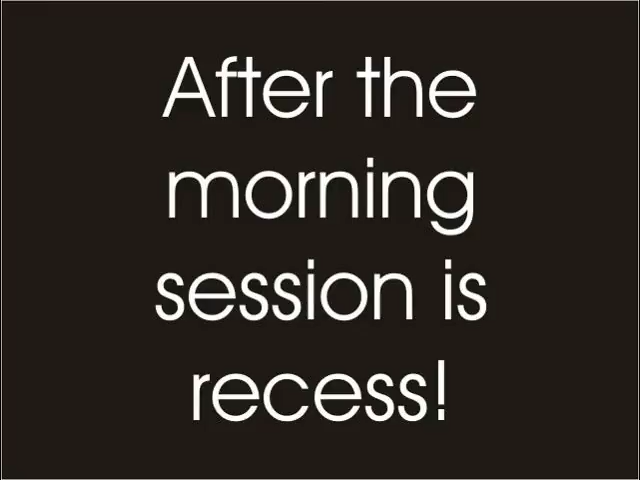 After the
morning
session is
recess!